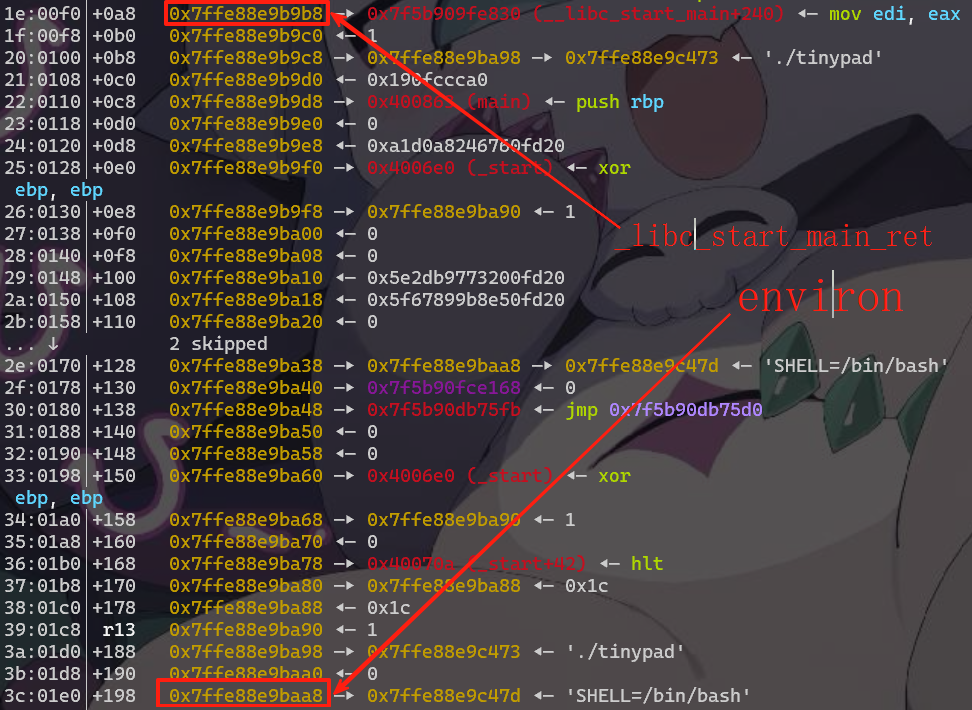 1e:00f0│+0a8 0x7ffe88e9b9b8 —▸ 0x7f5b909fe830 (__libc_start_main+240) ◂— mov edi, eax
1f:00f8│+0b0 0x7ffe88e9b9c0 ◂— 1
20:0100│+0b8 0x7ffe88e9b9c8 —▸ 0x7ffe88e9ba98 —▸ 0x7ffe88e9c473 ◂— './tinypad'
21:0108│+0c0 0x7ffe88e9b9d0 ◂— 0x190fccca0
22:0110│+0c8 0x7ffe88e9b9d8 —▸ (main) ◂— push rbp
23:0118│+0d0 0x7ffe88e9b9e0 ◂— 0
24:0120│+0d8 0x7ffe88e9b9e8 ◂— 0xa1d0a8246760fd20
25:0128│+0e0 0x7ffe88e9b9f0 —▸ 0x4006e0 (_start) ◂— xor
ebp, ebp
26:0130│+0e8 0x7ffe88e9b9f8 —▸ 0x7ffe88e9ba90 ◂— 1
27:0138│+0f0 0x7ffe88e9ba00 ◂— 0
_libc_start_main_ret
28:0140│+0f8 0x7ffe88e9ba08 ◂— 0
29:0148│+100 0x7ffe88e9ba10 ◂— 0x5e2db9773200fd20
2a:0150│+108 0x7ffe88e9ba18 ◂— 0x5f67899b8e50fd20
environ
2b:0158│+110 0x7ffe88e9ba20 ◂— 0
... ↓ 2 skipped
2e:0170│+128 0x7ffe88e9ba38 —▸ 0x7ffe88e9baa8 —▸ 0x7ffe88e9c47d ◂— 'SHELL=/bin/bash'
2f:0178│+130 0x7ffe88e9ba40 —▸ 0x7f5b90fce168 ◂— 0
30:0180│+138 0x7ffe88e9ba48 —▸ 0x7f5b90db75fb ◂— jmp 0x7f5b90db75d0
31:0188│+140 0x7ffe88e9ba50 ◂— 0
32:0190│+148 0x7ffe88e9ba58 ◂— 0
33:0198│+150 0x7ffe88e9ba60 —▸ 0x4006e0 (_start) ◂— xor
ebp, ebp
34:01a0│+158 0x7ffe88e9ba68 —▸ 0x7ffe88e9ba90 ◂— 1
35:01a8│+160 0x7ffe88e9ba70 ◂— 0
36:01b0│+168 0x7ffe88e9ba78 —▸ 0x40070a (_start+42) ◂— hlt
37:01b8│+170 0x7ffe88e9ba80 —▸ 0x7ffe88e9ba88 ◂— 0x1c
38:01c0│+178 0x7ffe88e9ba88 ◂— 0x1c
39:01c8│ r13 0x7ffe88e9ba90 ◂— 1
3a:01d0│+188 0x7ffe88e9ba98 —▸ 0x7ffe88e9c473 ◂— './tinypad'
3b:01d8│+190 0x7ffe88e9baa0 ◂— 0
3c:01e0│+198 0x7ffe88e9baa8 —▸ 0x7ffe88e9c47d ◂— 'SHELL=/bin/bash'